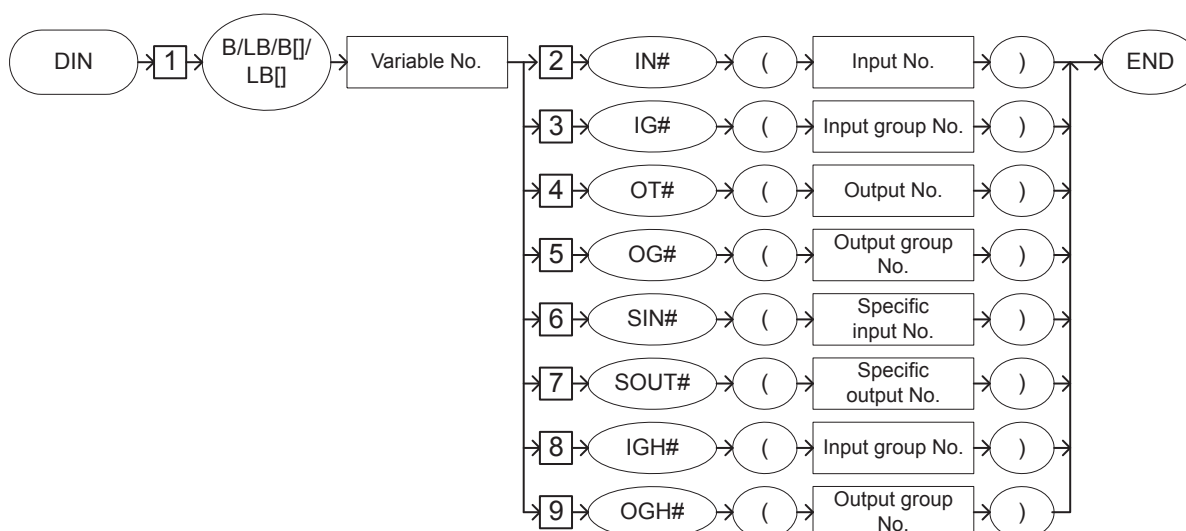 DIN 1 B/LB/B[]/
LB[] Variable No. 2 IN# ( Input No. ) END
3 IG# ( Input group No. )
4 OT# ( Output No. )
5 OG# ( Output group
No. )
6 SIN# ( Specific
input No. )
7 SOUT# ( Specific
output No. )
8 IGH# ( Input group No. )
9 OGH# ( Output group
No. )